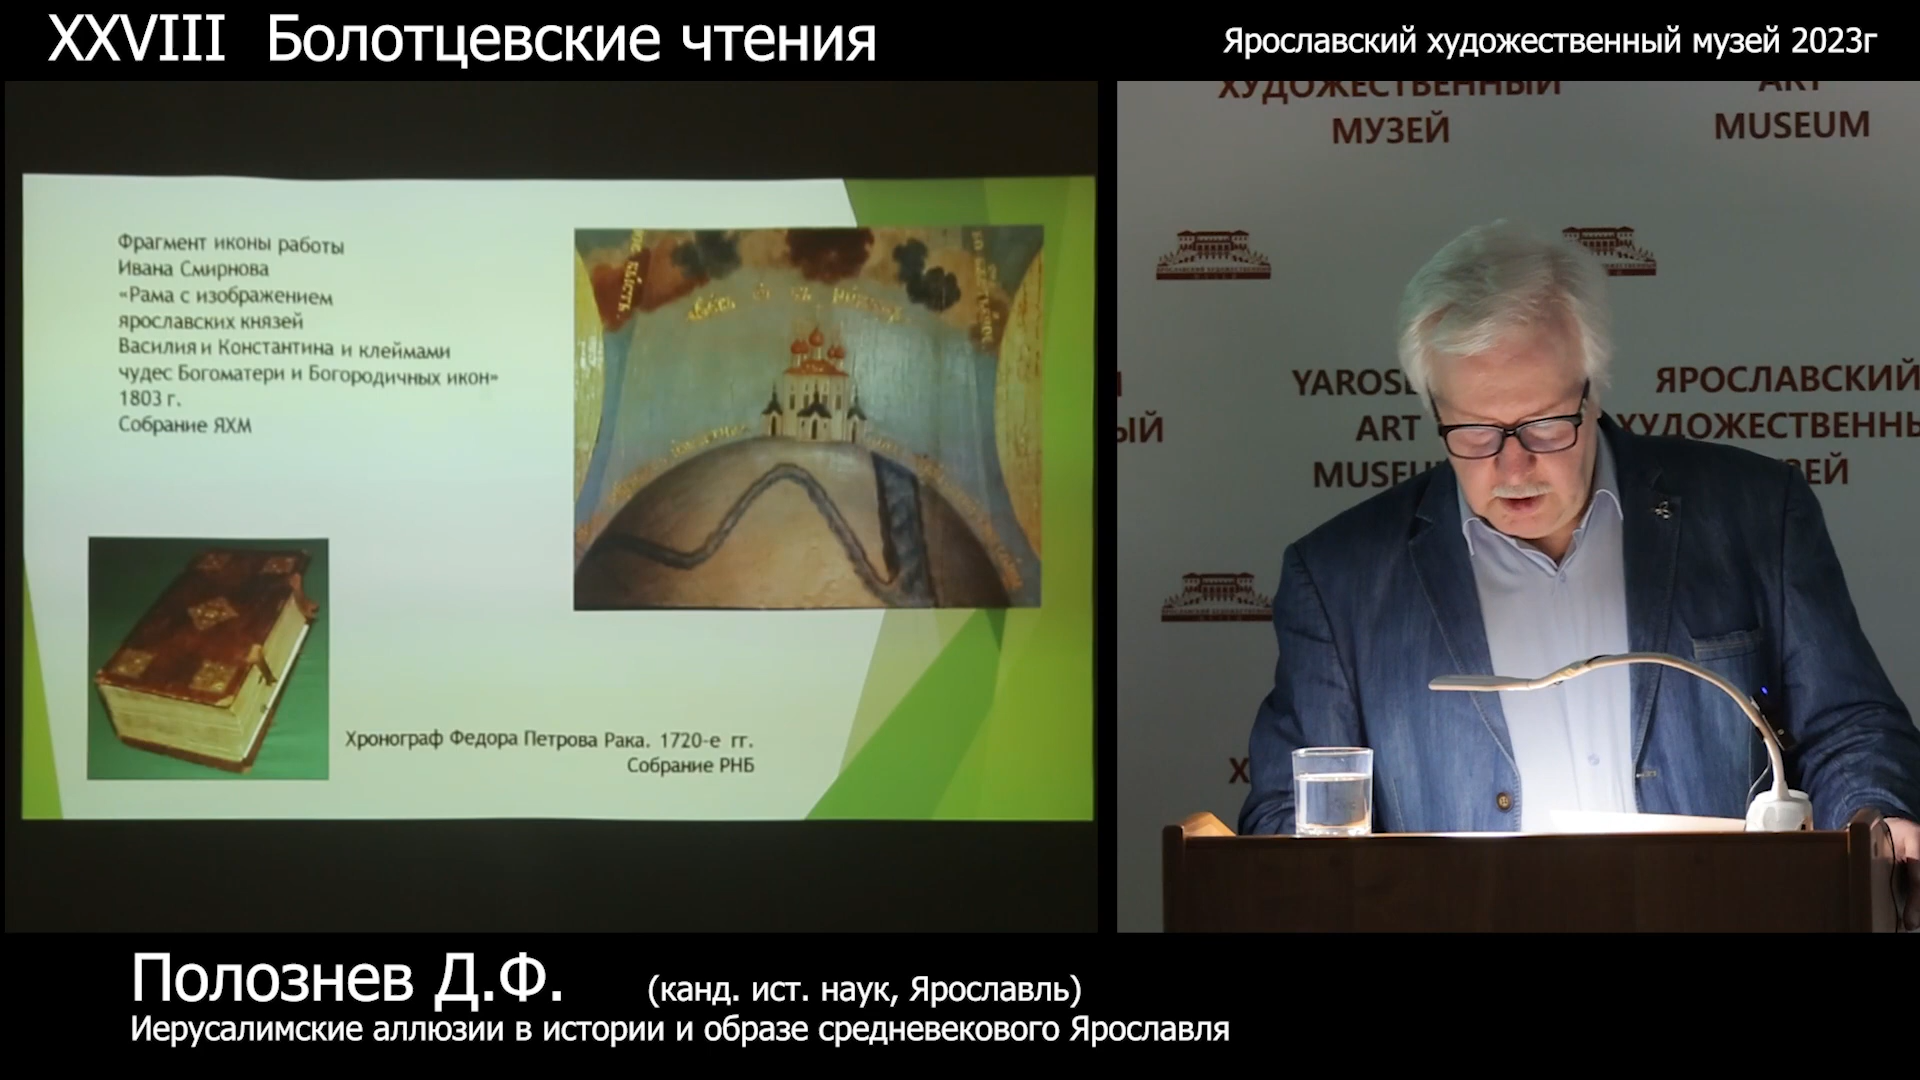 XXVIII Болотцевские чтения
Ярославский художественный музей 2023г
Фрагмент иконы работы
Ивана Смирнова
«Рама с изображением
ярославских князей
Василия и Константина и клеймами
чудес Богоматери и Богородичных икон»
1803 г.
Собрание ЯХМ
Хронограф Федора Петрова Рака. 1720-е гг.
Собрание РНБ
ХУДОЖЕСТВЕННЫЙ
МУЗЕЙ
ART
MUSEUM
ART
ЯРОСЛАВСКИЙ
Полознев Д.Ф. (канд. ист. наук, Ярославль)
Иерусалимские аллюзии в истории и образе средневекового Ярославля